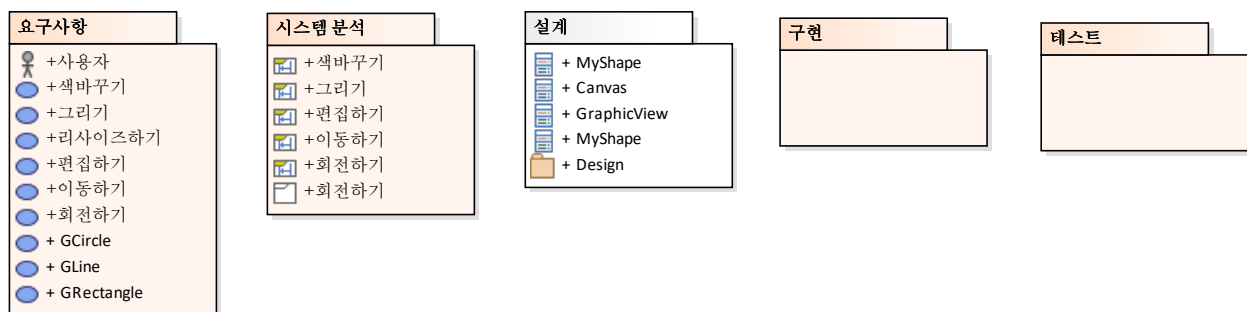 요구사항
+사용자
+색바꾸기
+그리기
+리사이즈하기
+편집하기
+이동하기
+회전하기
+ GCircle
+ GLine
+ GRectangle
시스템 분석
+색바꾸기
+그리기
+편집하기
+이동하기
+회전하기
+회전하기
설계
+ MyShape
+ Canvas
+ GraphicView
+ MyShape
+ Design
구현
테스트